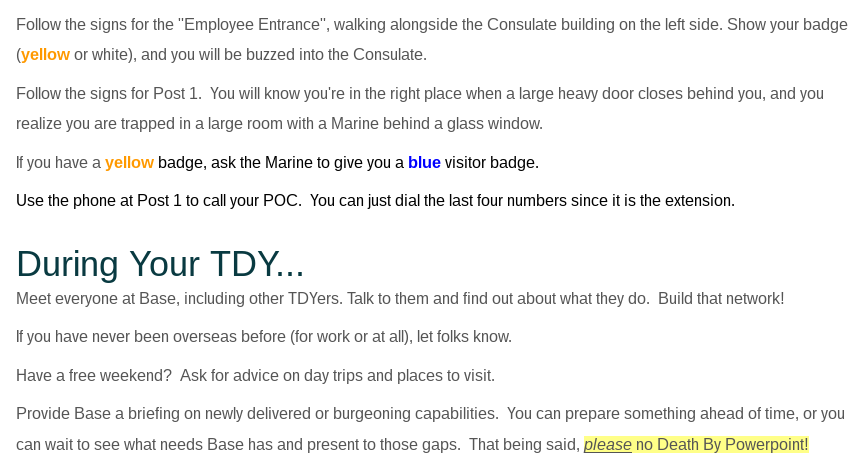 Follow the signs for the "Employee Entrance", walking alongside the Consulate building on the left side. Show your badge
(yellow or white), and you will be buzzed into the Consulate.
Follow the signs for Post 1.  You will know you're in the right place when a large heavy door closes behind you, and you
realize you are trapped in a large room with a Marine behind a glass window.
If you have a yellow badge, ask the Marine to give you a blue visitor badge.
Use the phone at Post 1 to call your POC.  You can just dial the last four numbers since it is the extension.
During Your TDY...
Meet everyone at Base, including other TDYers. Talk to them and find out about what they do.  Build that network!
If you have never been overseas before (for work or at all), let folks know.
Have a free weekend?  Ask for advice on day trips and places to visit.
Provide Base a briefing on newly delivered or burgeoning capabilities.  You can prepare something ahead of time, or you
can wait to see what needs Base has and present to those gaps.  That being said, please no Death By Powerpoint!